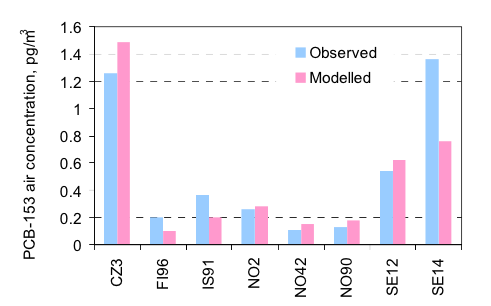 PCB-153 air concentration, pg/m³
1.6
1.4
1.2
1
0.8
0.6
0.4
0.2
0
Observed
Modelled
CZ3
FI96
IS91
NO2
NO42
NO90
SE12
SE14